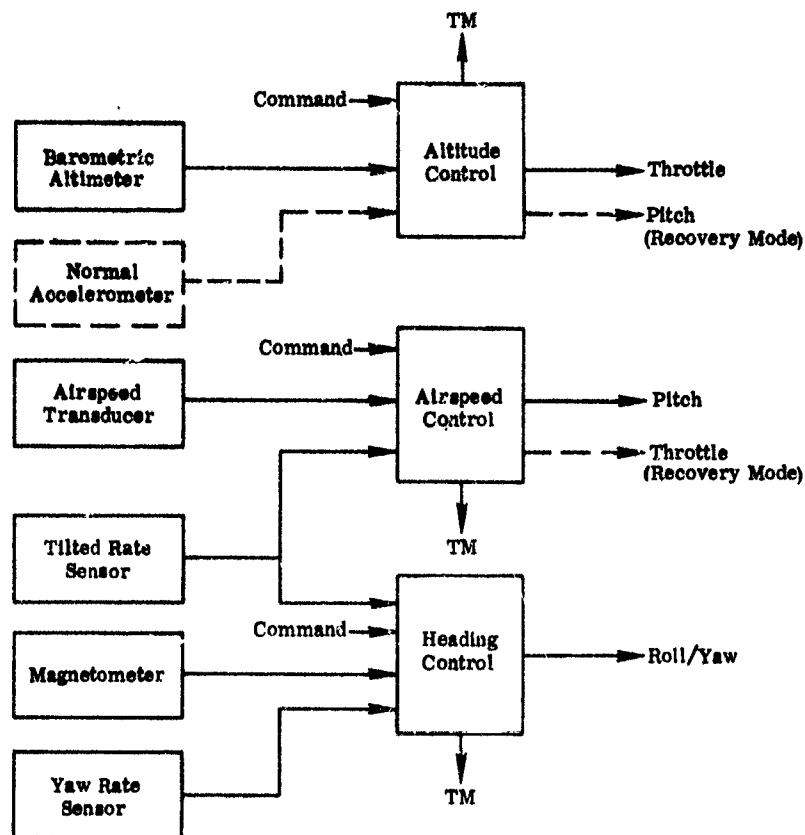 TM
Command
Barometric
Altimeter
Altitude
Control
Throttle
Pitch
(Recovery Mode)
Normal
Accelerometer
Command
Airspeed
Transducer
Airspeed
Control
Pitch
Throttle
(Recovery Mode)
TM
Tilted Rate
Sensor
Command
Heading
Control
Roll/Yaw
Magnetometer
Yaw Rate
Sensor
TM